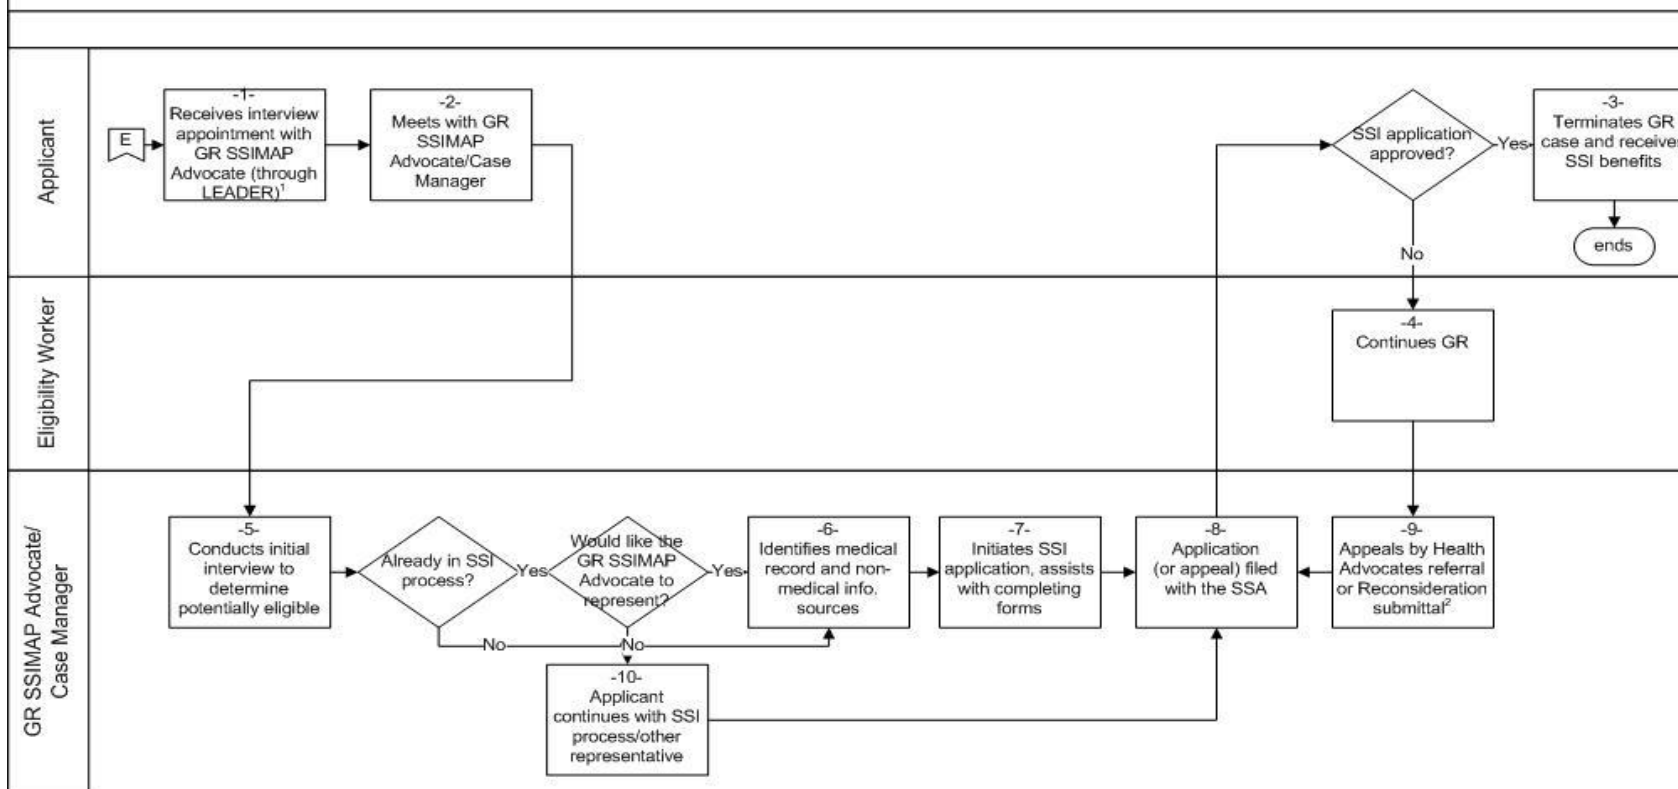 Applicant
E
-1-
Receives interview
appointment with
GR SSIMAP
Advocate (through
LEADER)1
-2-
Meets with GR
SSIMAP
Advocate/Case
Manager
SSI application
approved?
Yes
No
-3-
Terminates GR
case and receives
SSI benefits
ends
Eligibility Worker
-4-
Continues GR
GR SSIMAP Advocate/
Case Manager
-5-
Conducts initial
interview to
determine
potentially eligible
Already in SSI
process?
Yes
No
Would like the
GR SSIMAP
Advocate to
represent?
Yes
No
-6-
Identifies medical
record and non-
medical info.
sources
-7-
Initiates SSI
application, assists
with completing
forms
-8-
Application
(or appeal) filed
with the SSA
-9-
Appeals by Health
Advocates referral
or Reconsideration
submittal2
-10-
Applicant
continues with SSI
process/other
representative